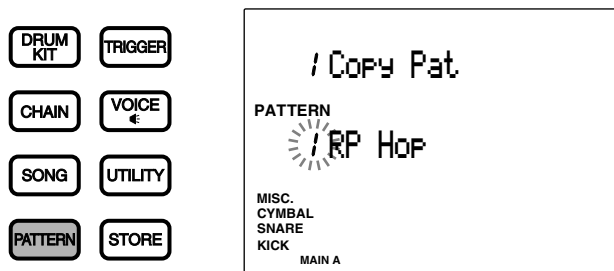 DRUM KIT
TRIGGER
CHAIN
VOICE
SONG
UTILITY
PATTERN
STORE
1 Copy Pat
PATTERN
1 RP Hop
MISC.
CYMBAL
SNARE
KICK
MAIN A